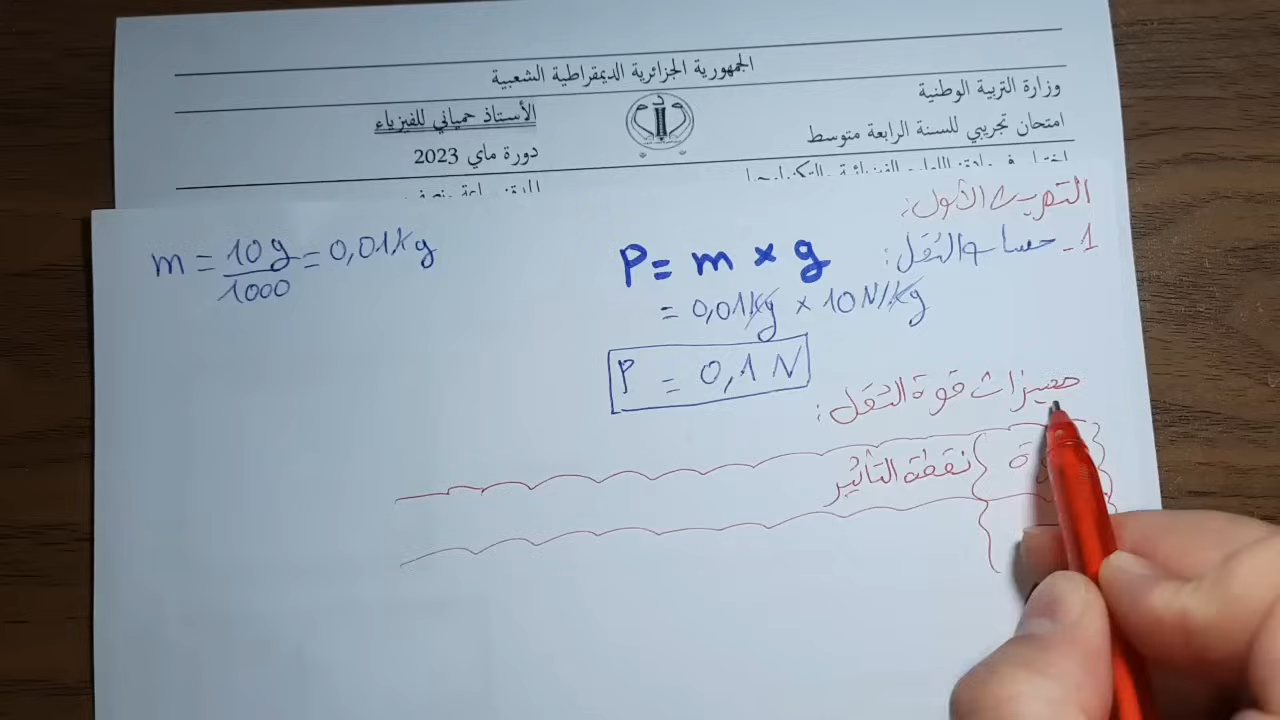 الجمهورية الجزائرية الديمقراطية الشعبية
وزارة التربية الوطنية
الأستاذ حمياني للفيزياء
امتحان تجريبي للسنة الرابعة متوسط
دورة ماي 2023
التمرين الأول:
1- حساب الثقل:
P = m × g
m = 10g/1000 = 0,01Kg
= 0,01Kg × 10N/Kg
P = 0,1N
مميزات قوة الثقل:
نقطة التأثير